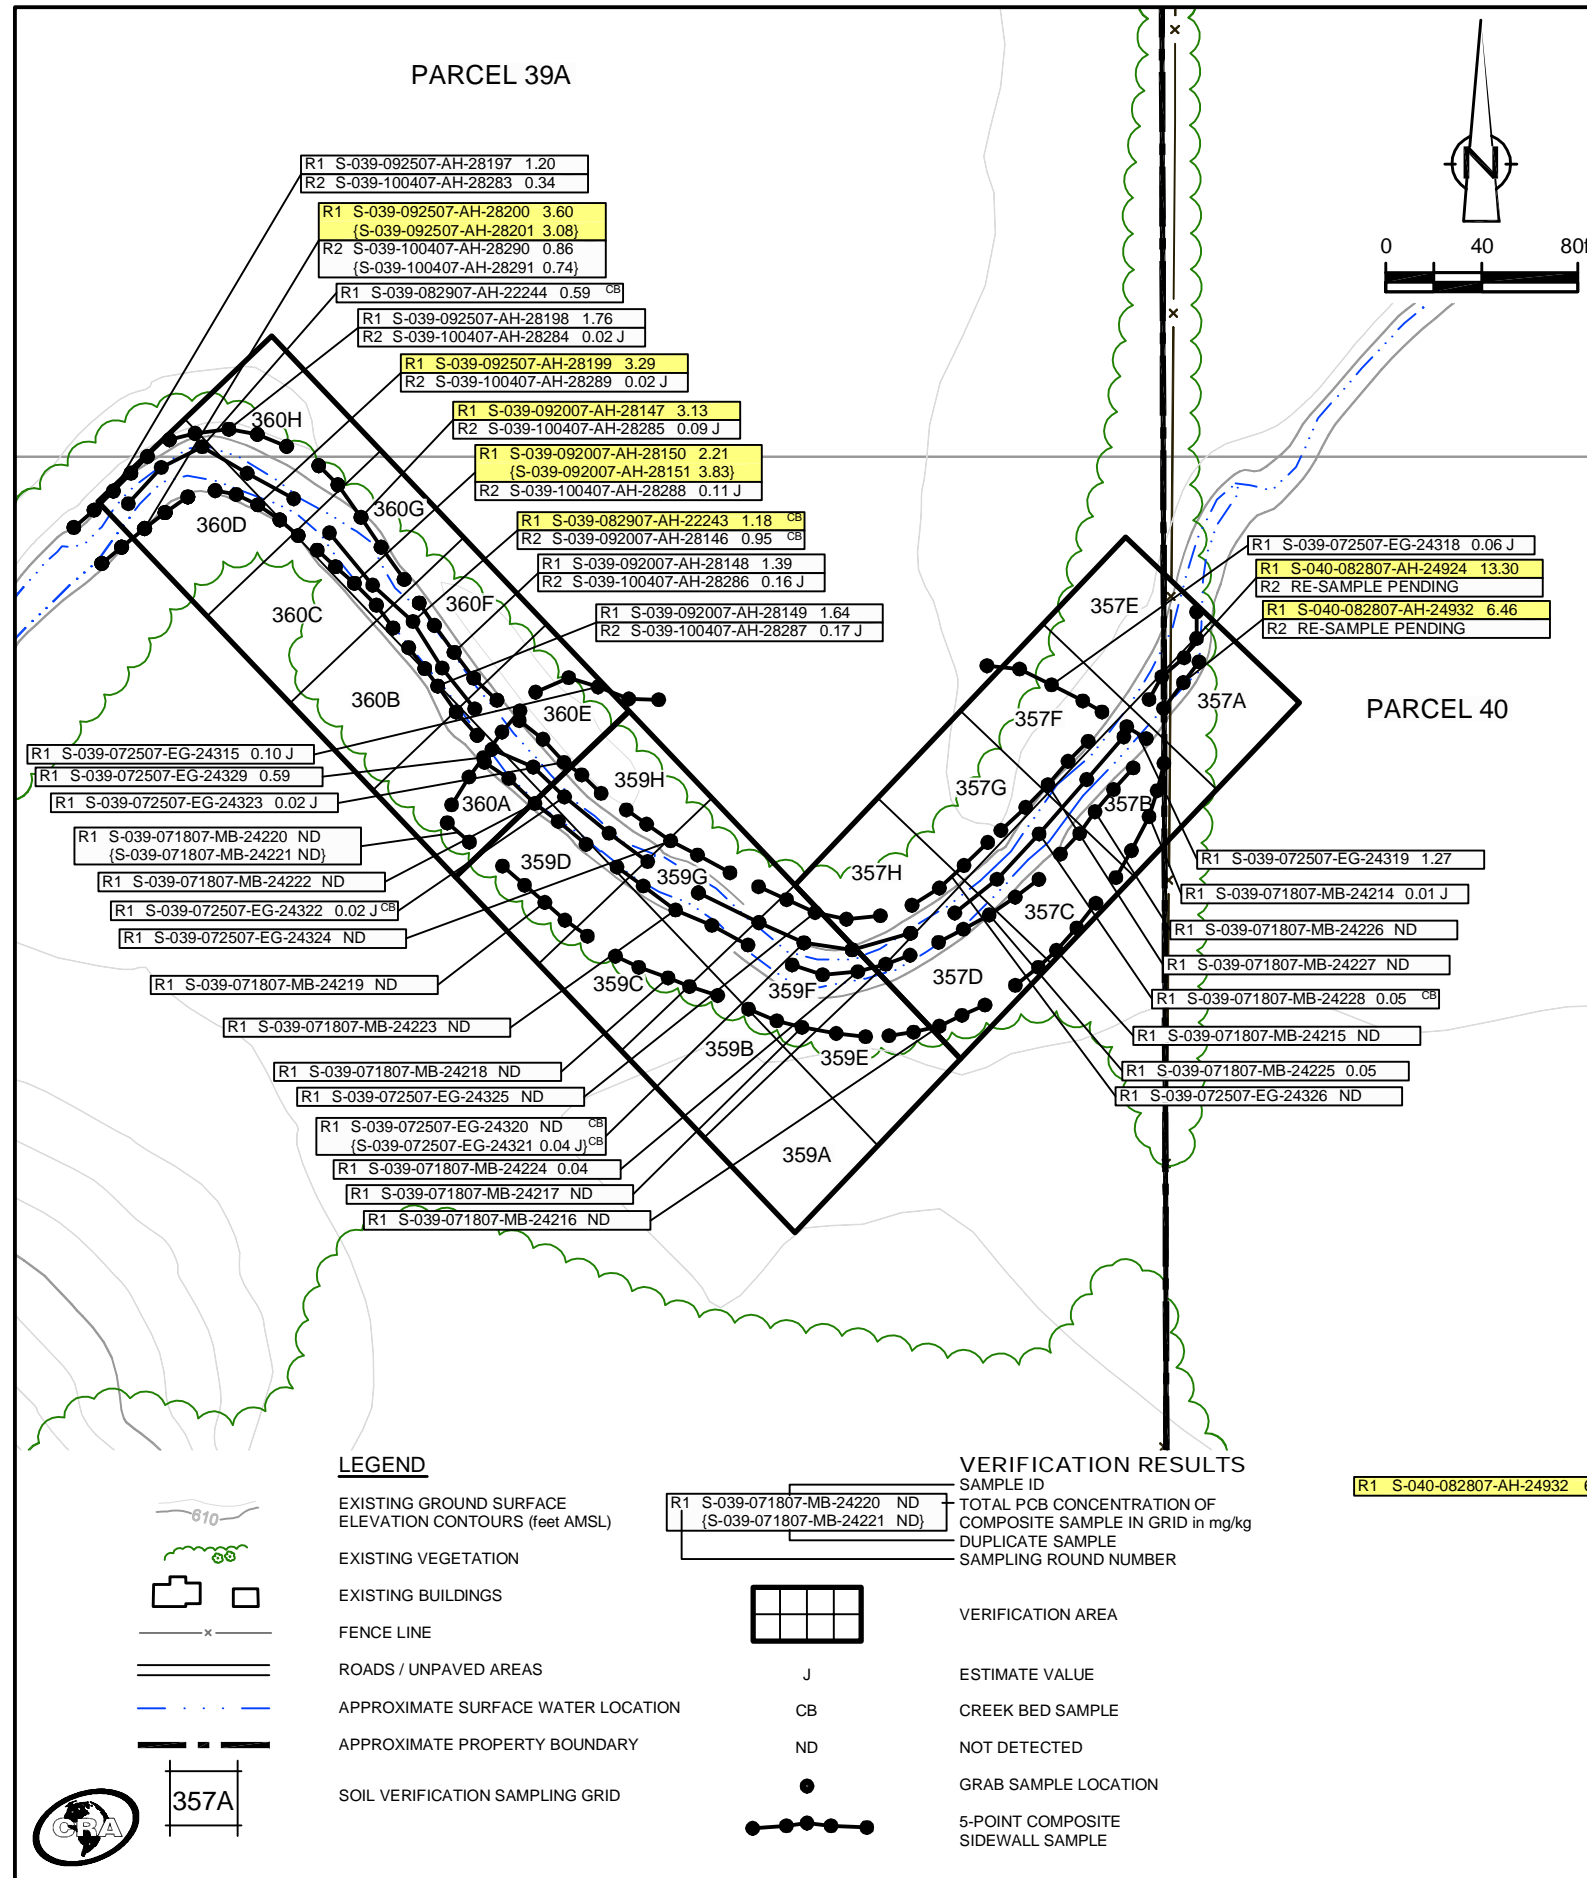 PARCEL 39A
R1 S-039-092507-AH-28197 1.20
R2 S-039-100407-AH-28283 0.34
R1 S-039-092507-AH-28200 3.60
{S-039-092507-AH-28201 3.08}
R2 S-039-100407-AH-28290 0.86
{S-039-100407-AH-28291 0.74}
R1 S-039-082907-AH-22244 0.59 CB
R1 S-039-092507-AH-28198 1.76
R2 S-039-100407-AH-28284 0.02 J
R1 S-039-092507-AH-28199 3.29
R2 S-039-100407-AH-28289 0.02 J
R1 S-039-092007-AH-28147 3.13
R2 S-039-100407-AH-28285 0.09 J
R1 S-039-092007-AH-28150 2.21
{S-039-092007-AH-28151 3.83}
R2 S-039-100407-AH-28288 0.11 J
R1 S-039-082907-AH-22243 1.18 CB
R2 S-039-092007-AH-28146 0.95 CB
R1 S-039-092007-AH-28148 1.39
R2 S-039-100407-AH-28286 0.16 J
R1 S-039-092007-AH-28149 1.64
R2 S-039-100407-AH-28287 0.17 J
N
0 40 80f
R1 S-039-072507-EG-24318 0.06 J
R1 S-040-082807-AH-24924 13.30
R2 RE-SAMPLE PENDING
R1 S-040-082807-AH-24932 6.46
R2 RE-SAMPLE PENDING
PARCEL 40
360H
360G
360D
360C
360F
360B
360E
360A
359H
359D
359G
359C
359F
359B
359E
359A
357E
357F
357A
357G
357B
357H
357C
357D
R1 S-039-072507-EG-24315 0.10 J
R1 S-039-072507-EG-24329 0.59
R1 S-039-072507-EG-24323 0.02 J
R1 S-039-071807-MB-24220 ND
{S-039-071807-MB-24221 ND}
R1 S-039-071807-MB-24222 ND
R1 S-039-072507-EG-24322 0.02 J CB
R1 S-039-072507-EG-24324 ND
R1 S-039-071807-MB-24219 ND
R1 S-039-071807-MB-24223 ND
R1 S-039-071807-MB-24218 ND
R1 S-039-072507-EG-24325 ND
R1 S-039-072507-EG-24320 ND CB
{S-039-072507-EG-24321 0.04 J} CB
R1 S-039-071807-MB-24224 0.04
R1 S-039-071807-MB-24217 ND
R1 S-039-071807-MB-24216 ND
R1 S-039-072507-EG-24319 1.27
R1 S-039-071807-MB-24214 0.01 J
R1 S-039-071807-MB-24226 ND
R1 S-039-071807-MB-24227 ND
R1 S-039-071807-MB-24228 0.05 CB
R1 S-039-071807-MB-24215 ND
R1 S-039-071807-MB-24225 0.05
R1 S-039-072507-EG-24326 ND
LEGEND
610
EXISTING GROUND SURFACE
ELEVATION CONTOURS (feet AMSL)
EXISTING VEGETATION
EXISTING BUILDINGS
FENCE LINE
ROADS / UNPAVED AREAS
APPROXIMATE SURFACE WATER LOCATION
APPROXIMATE PROPERTY BOUNDARY
357A
SOIL VERIFICATION SAMPLING GRID
CRA
VERIFICATION RESULTS
R1 S-039-071807-MB-24220 ND
{S-039-071807-MB-24221 ND}
SAMPLE ID
TOTAL PCB CONCENTRATION OF
COMPOSITE SAMPLE IN GRID in mg/kg
DUPLICATE SAMPLE
SAMPLING ROUND NUMBER
VERIFICATION AREA
J ESTIMATE VALUE
CB CREEK BED SAMPLE
ND NOT DETECTED
GRAB SAMPLE LOCATION
5-POINT COMPOSITE
SIDEWALL SAMPLE
R1 S-040-082807-AH-24932